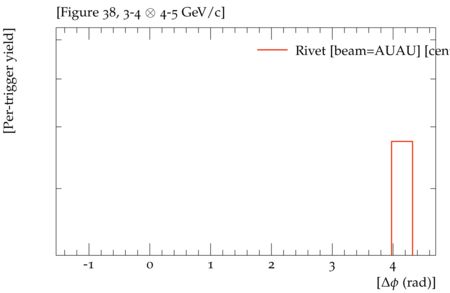 [Figure 38, 3-4 ⊗ 4-5 GeV/c]
[Per-trigger yield]
Rivet [beam=AUAU] [cen
-1 0 1 2 3 4
[Δϕ (rad)]